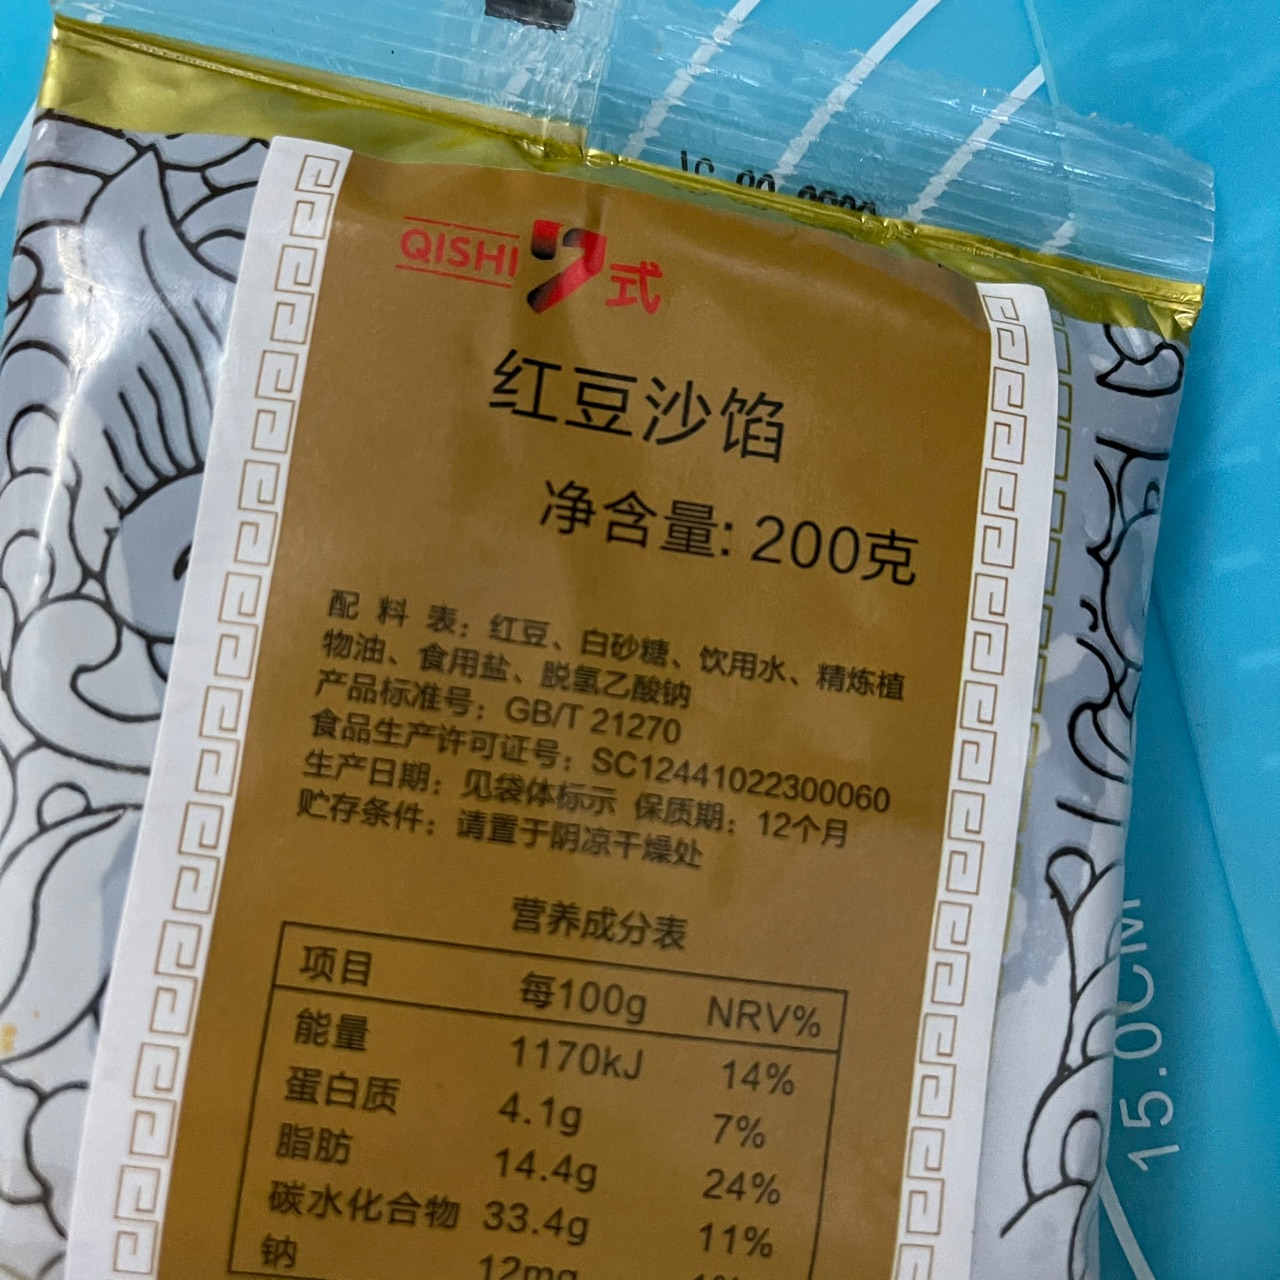 QISHI 7式
红豆沙馅
净含量: 200克
配 料 表：红豆、白砂糖、饮用水、精炼植
物油、食用盐、脱氢乙酸钠
产品标准号：GB/T 21270
食品生产许可证号：SC12441022300060
生产日期：见袋体标示 保质期：12个月
贮存条件：请置于阴凉干燥处
营养成分表
项目 每100g NRV%
能量 1170kJ 14%
蛋白质 4.1g 7%
脂肪 14.4g 24%
碳水化合物 33.4g 11%
钠 12mg
15.0CM